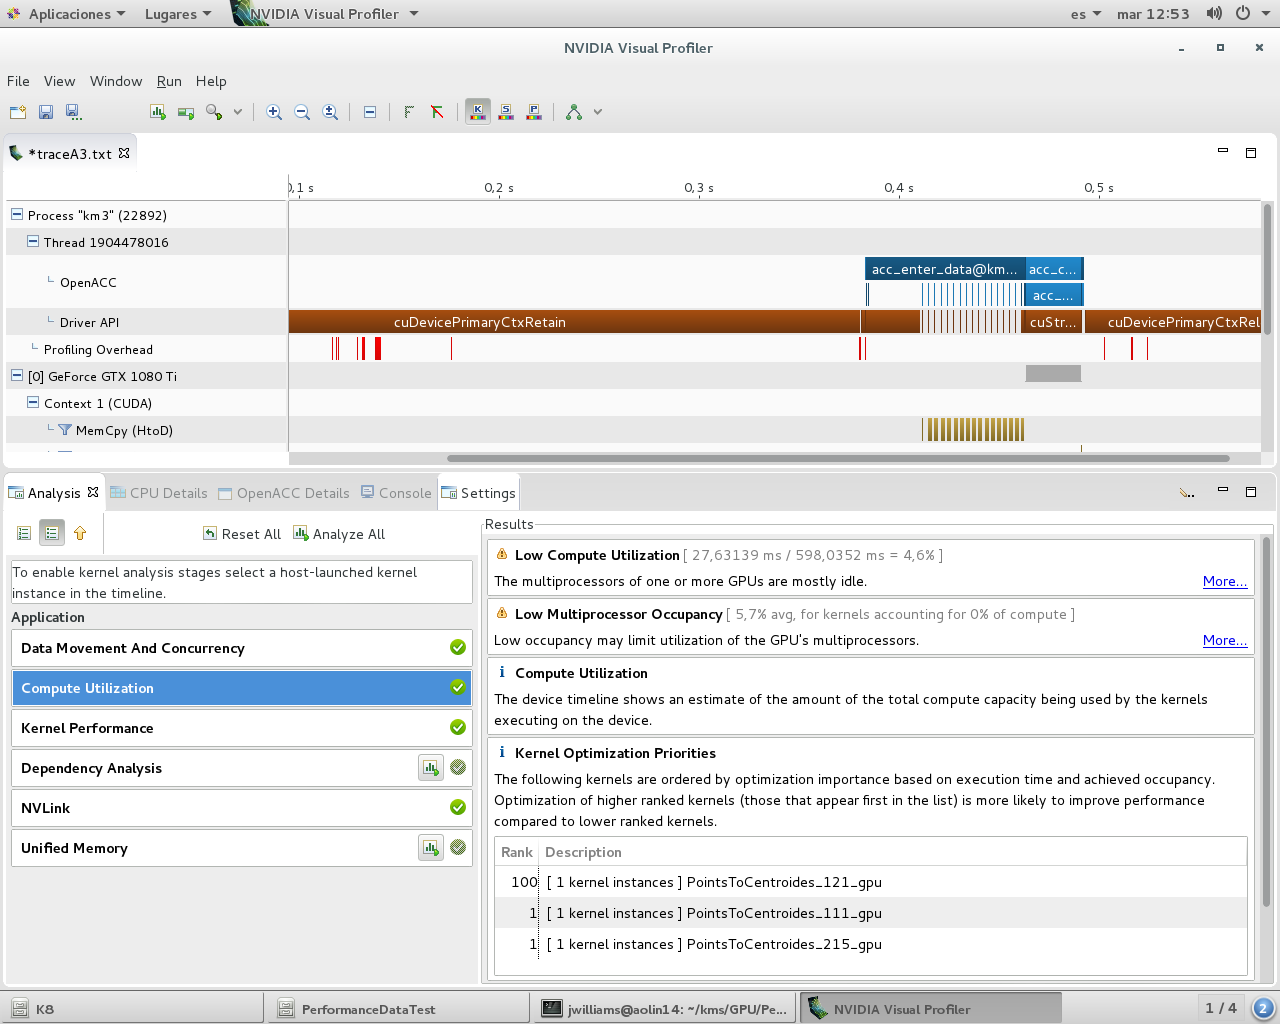 Aplicaciones Lugares NVIDIA Visual Profiler es mar 12:53
NVIDIA Visual Profiler
File View Window Run Help
K S P
*traceA3.txt
0,1 s 0,2 s 0,3 s 0,4 s 0,5 s
Process "km3" (22892)
Thread 1904478016
OpenACC
acc_enter_data@km... acc_c...
acc_...
Driver API
cuDevicePrimaryCtxRetain cuStr... cuDevicePrimaryCtxRel
Profiling Overhead
[0] GeForce GTX 1080 Ti
Context 1 (CUDA)
MemCpy (HtoD)
Analysis CPU Details OpenACC Details Console Settings
Reset All Analyze All
To enable kernel analysis stages select a host-launched kernel
instance in the timeline.
Application
Data Movement And Concurrency
Compute Utilization
Kernel Performance
Dependency Analysis
NVLink
Unified Memory
Results
Low Compute Utilization [ 27,63139 ms / 598,0352 ms = 4,6% ]
The multiprocessors of one or more GPUs are mostly idle. More...
Low Multiprocessor Occupancy [ 5,7% avg, for kernels accounting for 0% of compute ]
Low occupancy may limit utilization of the GPU's multiprocessors. More...
Compute Utilization
The device timeline shows an estimate of the amount of the total compute capacity being used by the kernels
executing on the device.
Kernel Optimization Priorities
The following kernels are ordered by optimization importance based on execution time and achieved occupancy.
Optimization of higher ranked kernels (those that appear first in the list) is more likely to improve performance
compared to lower ranked kernels.
Rank Description
100 [ 1 kernel instances ] PointsToCentroides_121_gpu
1 [ 1 kernel instances ] PointsToCentroides_111_gpu
1 [ 1 kernel instances ] PointsToCentroides_215_gpu
K8 PerformanceDataTest jwilliams@aolin14: ~/kms/GPU/Pe... NVIDIA Visual Profiler 1 / 4 2